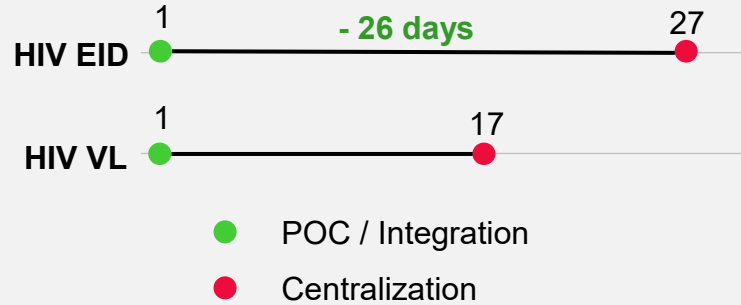 1 - 26 days 27
HIV EID
1 17
HIV VL
POC / Integration
Centralization